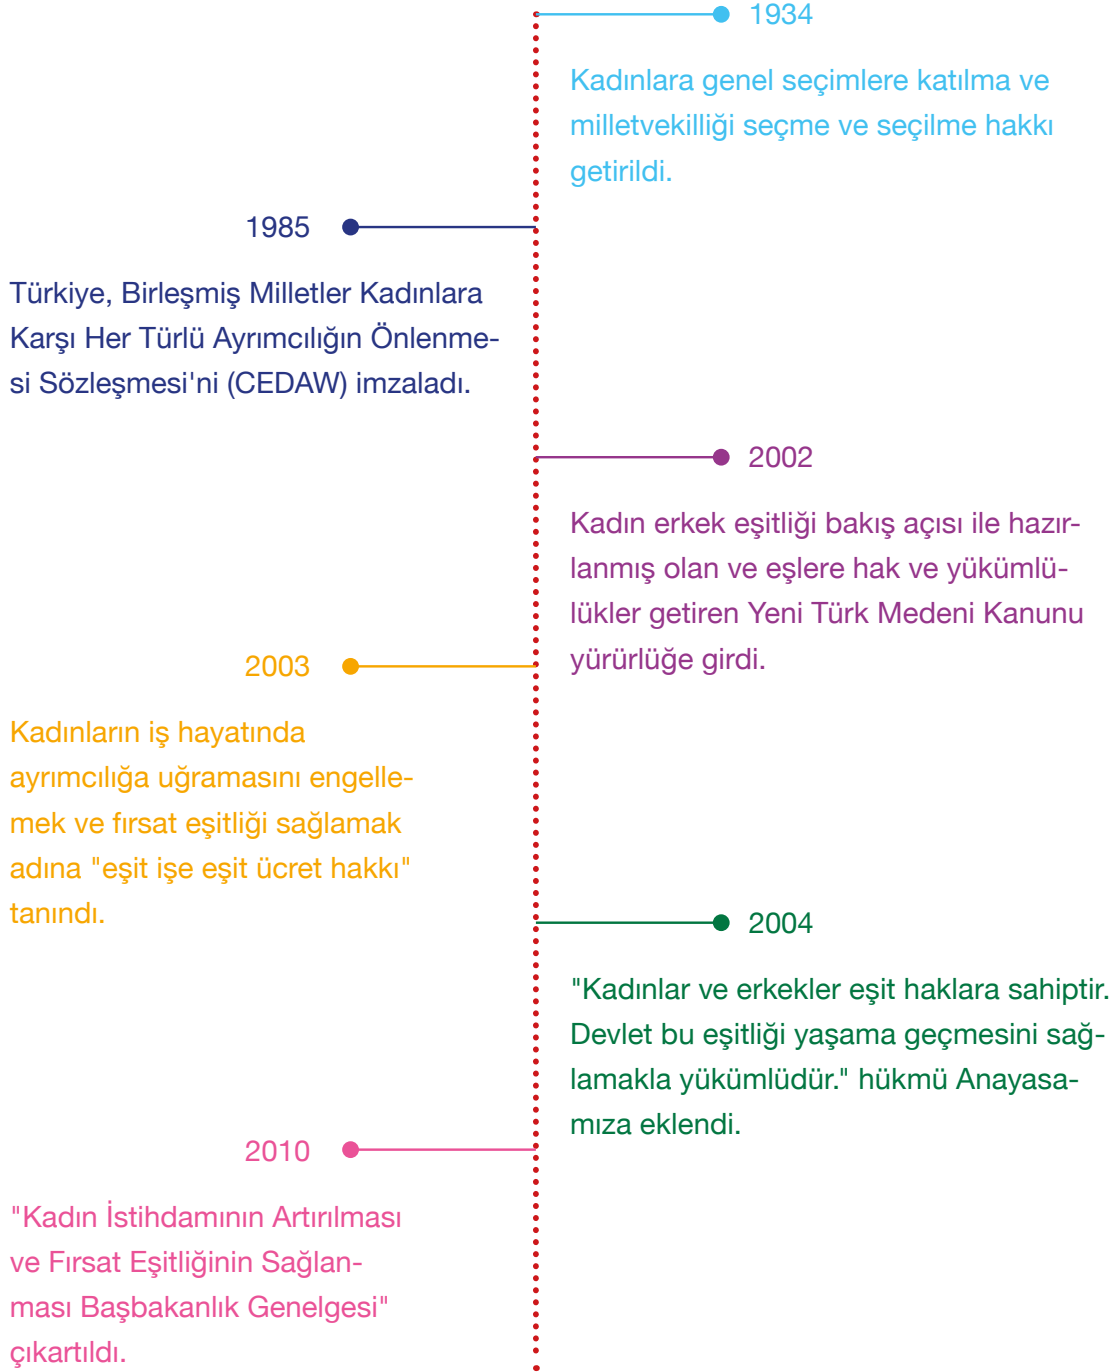 1934
Kadınlara genel seçimlere katılma ve
milletvekilliği seçme ve seçilme hakkı
getirildi.
1985
Türkiye, Birleşmiş Milletler Kadınlara
Karşı Her Türlü Ayrımcılığın Önlenme-
si Sözleşmesi'ni (CEDAW) imzaladı.
2002
Kadın erkek eşitliği bakış açısı ile hazır-
lanmış olan ve eşlere hak ve yükümlü-
lükler getiren Yeni Türk Medeni Kanunu
yürürlüğe girdi.
2003
Kadınların iş hayatında
ayrımcılığa uğramasını engelle-
mek ve fırsat eşitliği sağlamak
adına "eşit işe eşit ücret hakkı"
tanındı.
2004
"Kadınlar ve erkekler eşit haklara sahiptir.
Devlet bu eşitliği yaşama geçmesini sağ-
lamakla yükümlüdür." hükmü Anayasa-
mıza eklendi.
2010
"Kadın İstihdamının Artırılması
ve Fırsat Eşitliğinin Sağlan-
ması Başbakanlık Genelgesi"
çıkartıldı.